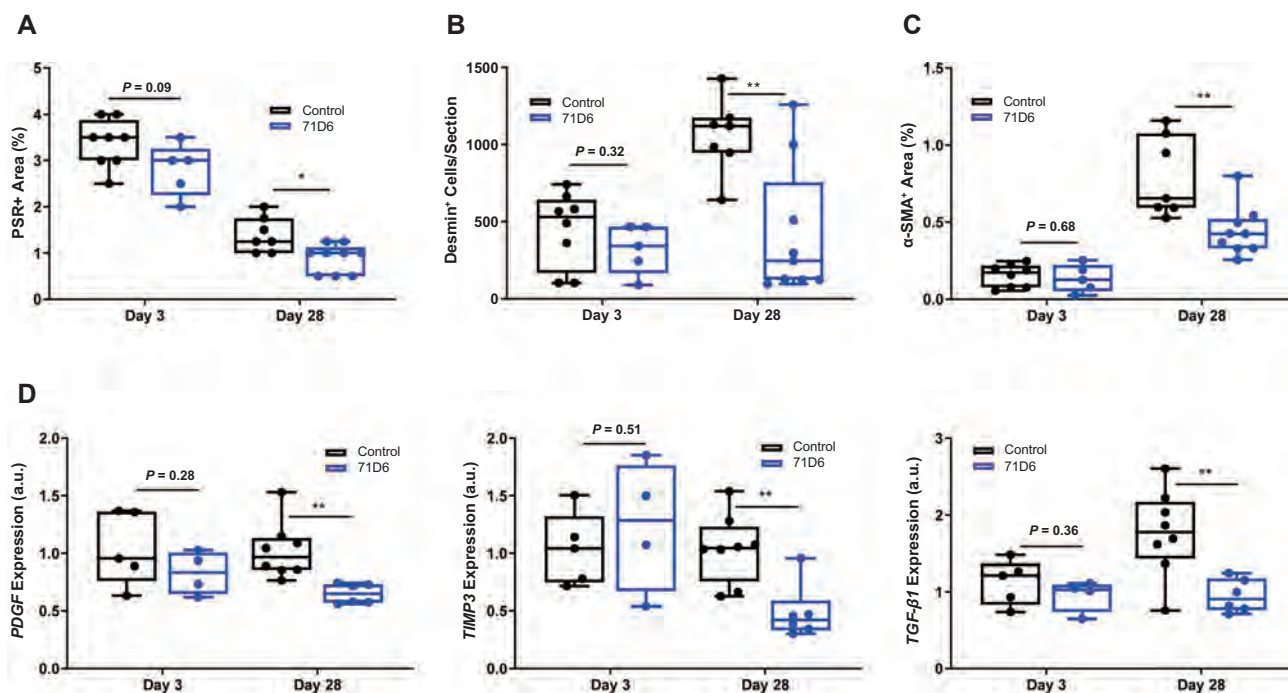 A
PSR+ Area (%)
5
4
3
2
1
0
P = 0.09
*
Control
71D6
Day 3
Day 28
B
Desmin⁺ Cells/Section
1500
1000
500
0
P = 0.32
**
Control
71D6
Day 3
Day 28
C
α-SMA⁺ Area (%)
1.5
1.0
0.5
0.0
P = 0.68
**
Control
71D6
Day 3
Day 28
D
PDGF Expression (a.u.)
2.0
1.5
1.0
0.5
0.0
P = 0.28
**
Control
71D6
Day 3
Day 28
TIMP3 Expression (a.u.)
2.0
1.5
1.0
0.5
0.0
P = 0.51
**
Control
71D6
Day 3
Day 28
TGF-β1 Expression (a.u.)
3
2
1
0
P = 0.36
**
Control
71D6
Day 3
Day 28